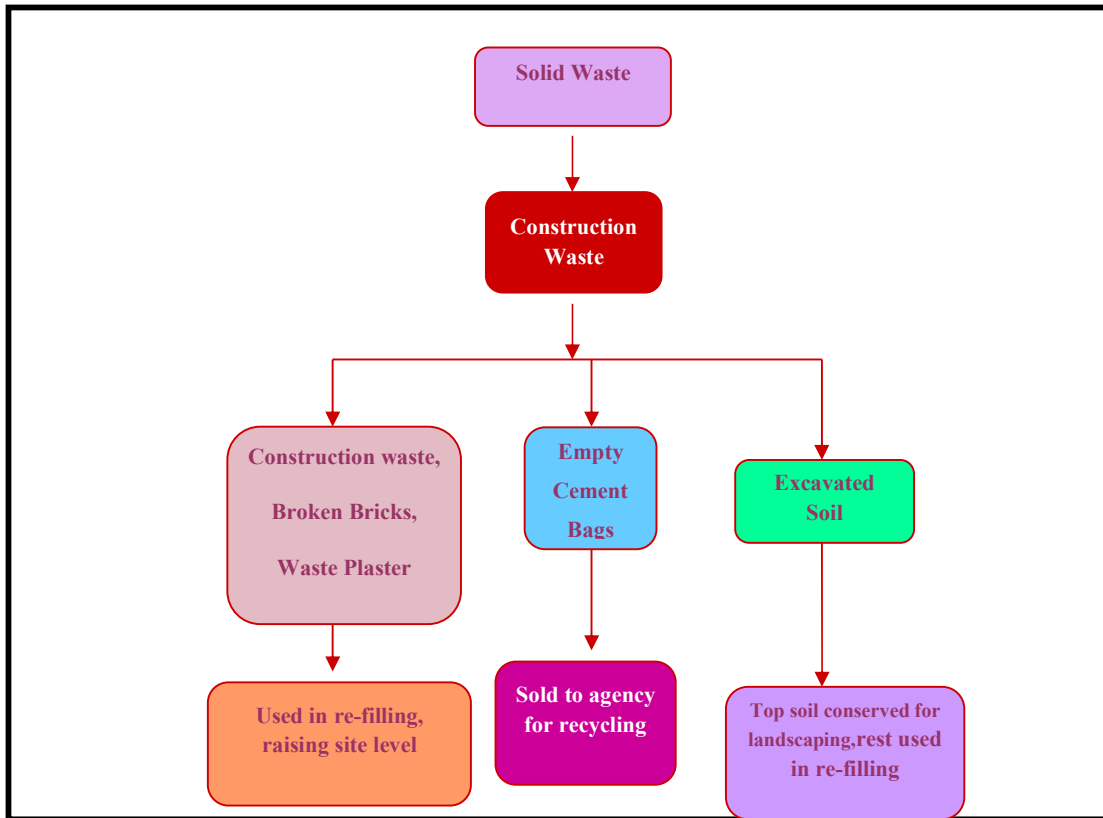 Solid Waste
Construction
Waste
Construction waste,
Broken Bricks,
Waste Plaster
Empty
Cement
Bags
Excavated
Soil
Used in re-filling,
raising site level
Sold to agency
for recycling
Top soil conserved for
landscaping,rest used
in re-filling